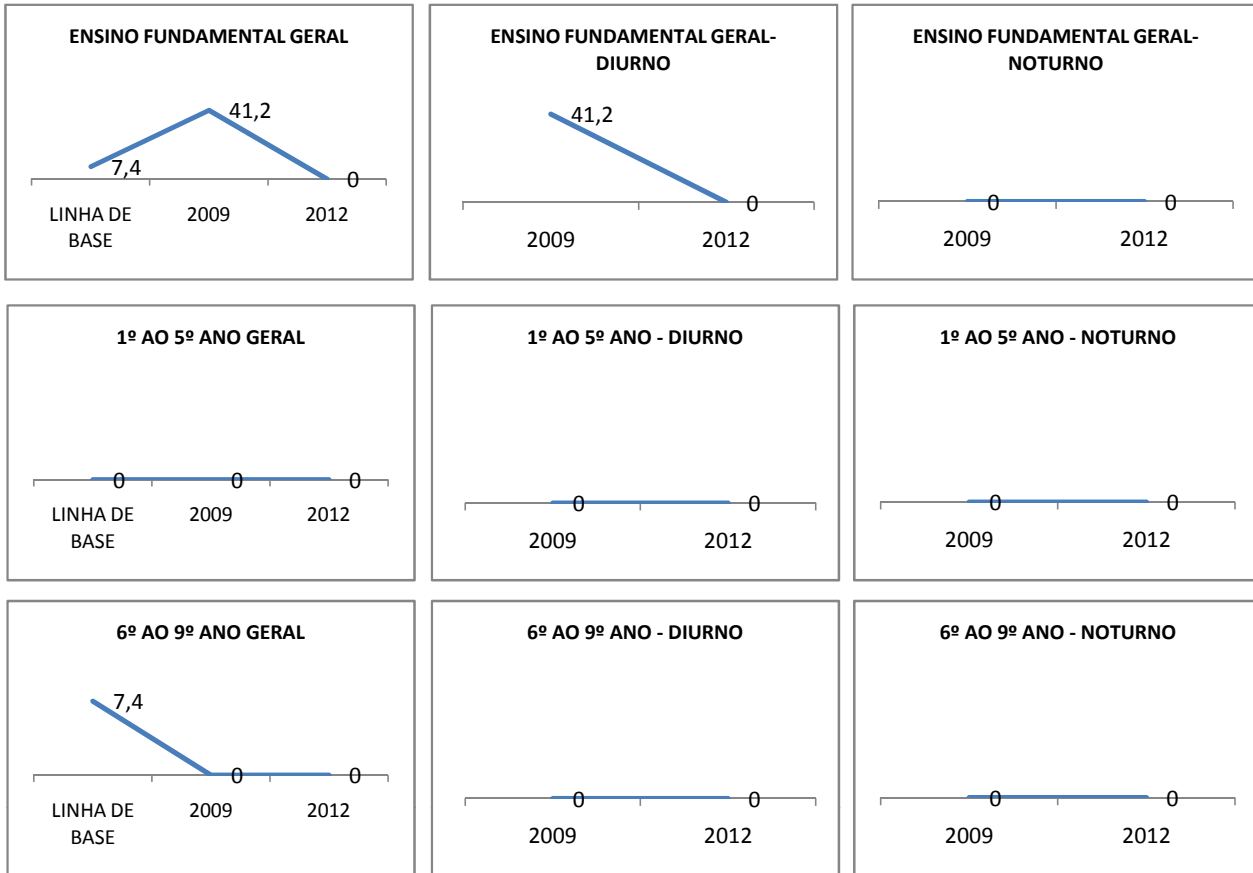 ENSINO FUNDAMENTAL GERAL
41,2
7,4
0
LINHA DE
BASE
2009
2012
ENSINO FUNDAMENTAL GERAL-
DIURNO
41,2
0
2009
2012
ENSINO FUNDAMENTAL GERAL-
NOTURNO
0
0
2009
2012
1º AO 5º ANO GERAL
0
0
0
LINHA DE
BASE
2009
2012
1º AO 5º ANO - DIURNO
0
0
2009
2012
1º AO 5º ANO - NOTURNO
0
0
2009
2012
6º AO 9º ANO GERAL
7,4
0
0
LINHA DE
BASE
2009
2012
6º AO 9º ANO - DIURNO
0
0
2009
2012
6º AO 9º ANO - NOTURNO
0
0
2009
2012